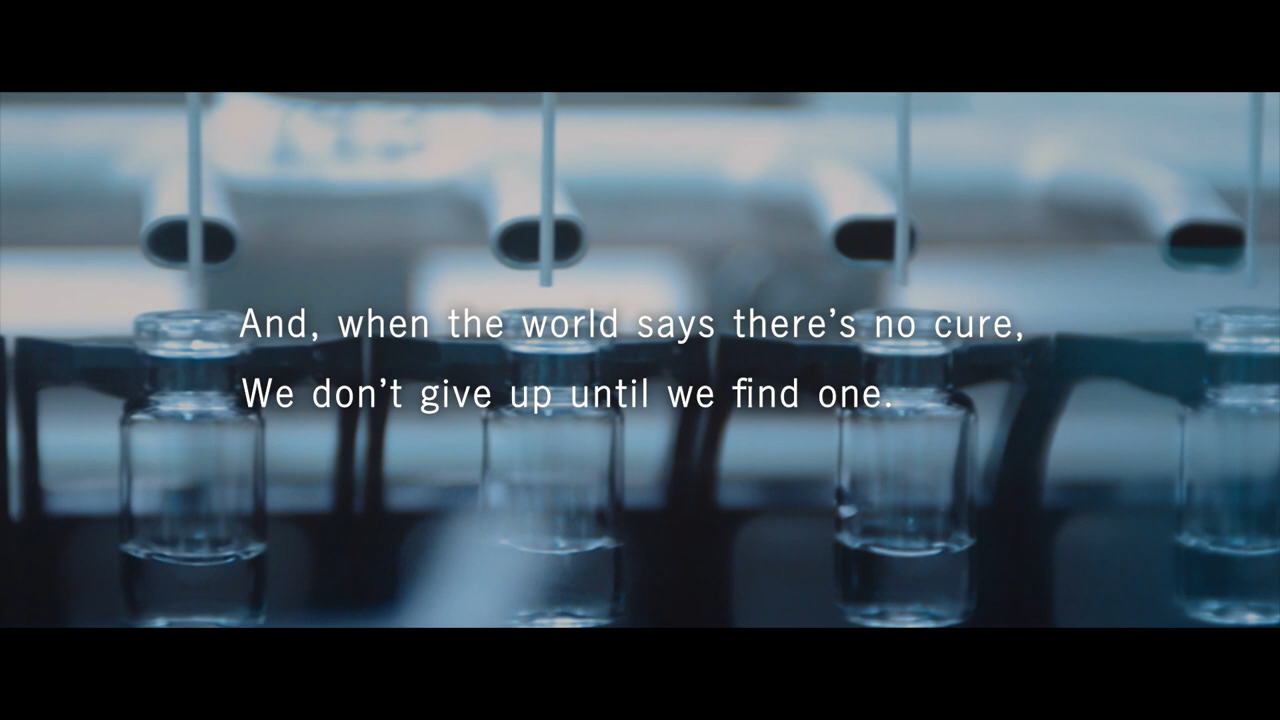 And, when the world says there’s no cure,
We don’t give up until we find one.